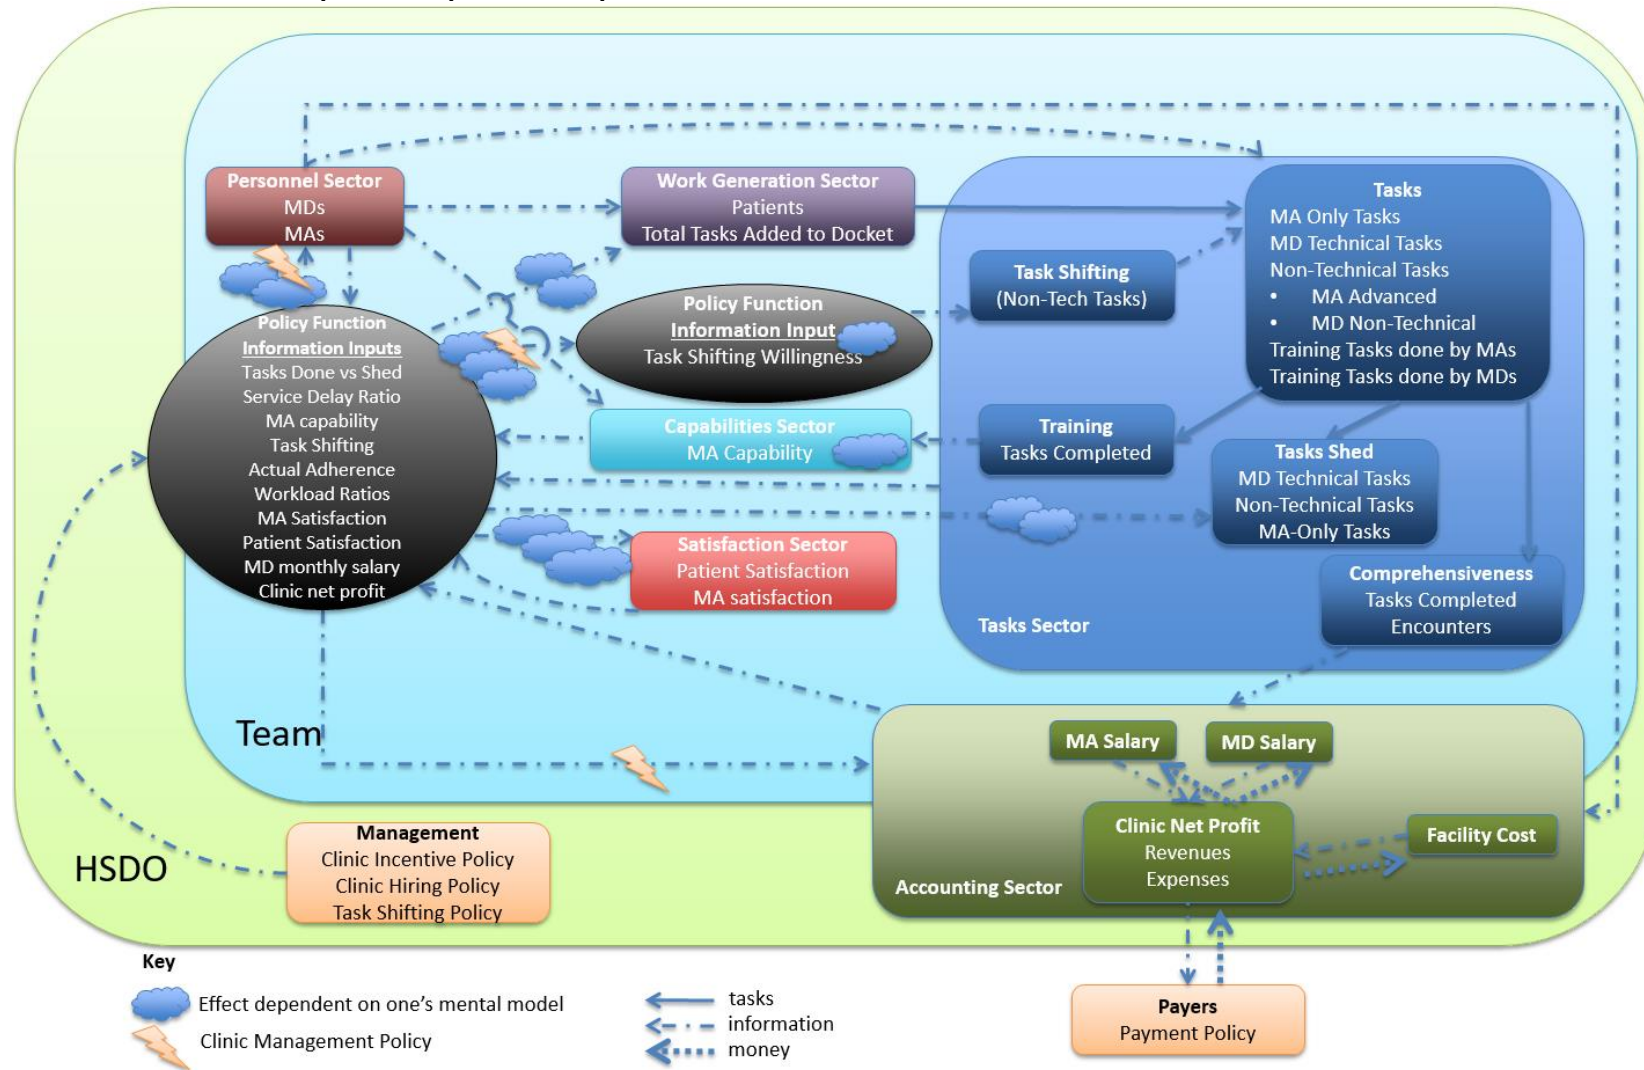 Personnel Sector
MDs
MAs
Work Generation Sector
Patients
Total Tasks Added to Docket
Tasks
MA Only Tasks
MD Technical Tasks
Non-Technical Tasks
• MA Advanced
• MD Non-Technical
Training Tasks done by MAs
Training Tasks done by MDs
Task Shifting
(Non-Tech Tasks)
Policy Function
Information Input
Task Shifting Willingness
Policy Function
Information Inputs
Tasks Done vs Shed
Service Delay Ratio
MA capability
Task Shifting
Actual Adherence
Workload Ratios
MA Satisfaction
Patient Satisfaction
MD monthly salary
Clinic net profit
Capabilities Sector
MA Capability
Training
Tasks Completed
Tasks Shed
MD Technical Tasks
Non-Technical Tasks
MA-Only Tasks
Satisfaction Sector
Patient Satisfaction
MA satisfaction
Comprehensiveness
Tasks Completed
Encounters
Tasks Sector
Team
MA Salary
MD Salary
Clinic Net Profit
Revenues
Expenses
Facility Cost
Accounting Sector
Management
Clinic Incentive Policy
Clinic Hiring Policy
Task Shifting Policy
HSDO
Key
Effect dependent on one's mental model
Clinic Management Policy
tasks
information
money
Payers
Payment Policy